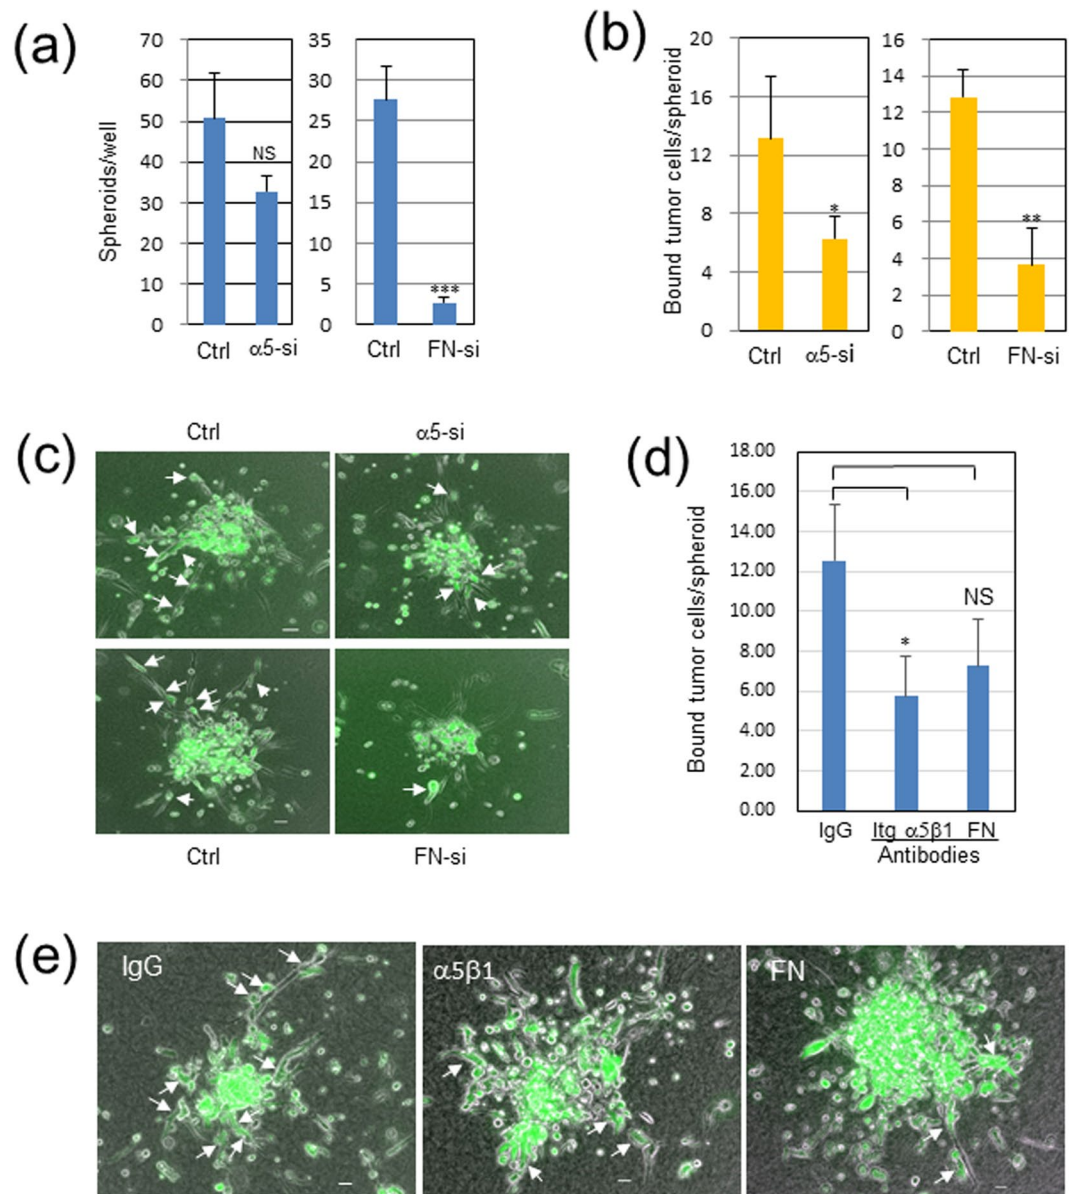 (a)
70
60
50
40
30
20
10
0
Spheroids/well
NS
Ctrl α5-si
35
30
25
20
15
10
5
0
***
Ctrl FN-si
(b)
20
16
12
8
4
0
Bound tumor cells/spheroid
*
Ctrl α5-si
16
14
12
10
8
6
4
2
0
**
Ctrl FN-si
(c)
Ctrl α5-si
Ctrl FN-si
(d)
18.00
16.00
14.00
12.00
10.00
8.00
6.00
4.00
2.00
0.00
Bound tumor cells/spheroid
NS
*
IgG Itg α5β1 FN
Antibodies
(e)
IgG α5β1 FN